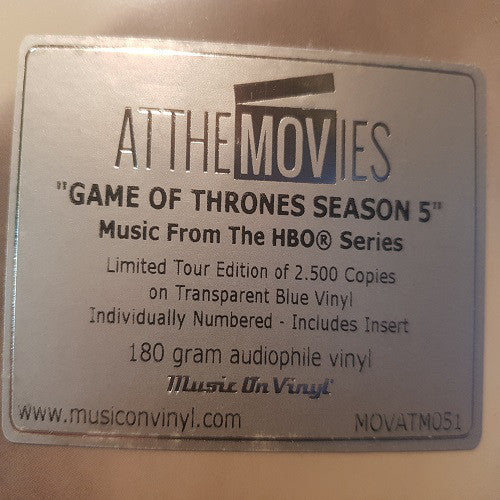 ATTHEMOVIES
"GAME OF THRONES SEASON 5"
Music From The HBO® Series
Limited Tour Edition of 2.500 Copies
on Transparent Blue Vinyl
Individually Numbered - Includes Insert
180 gram audiophile vinyl
Music On Vinyl®
www.musiconvinyl.com MOVATM051